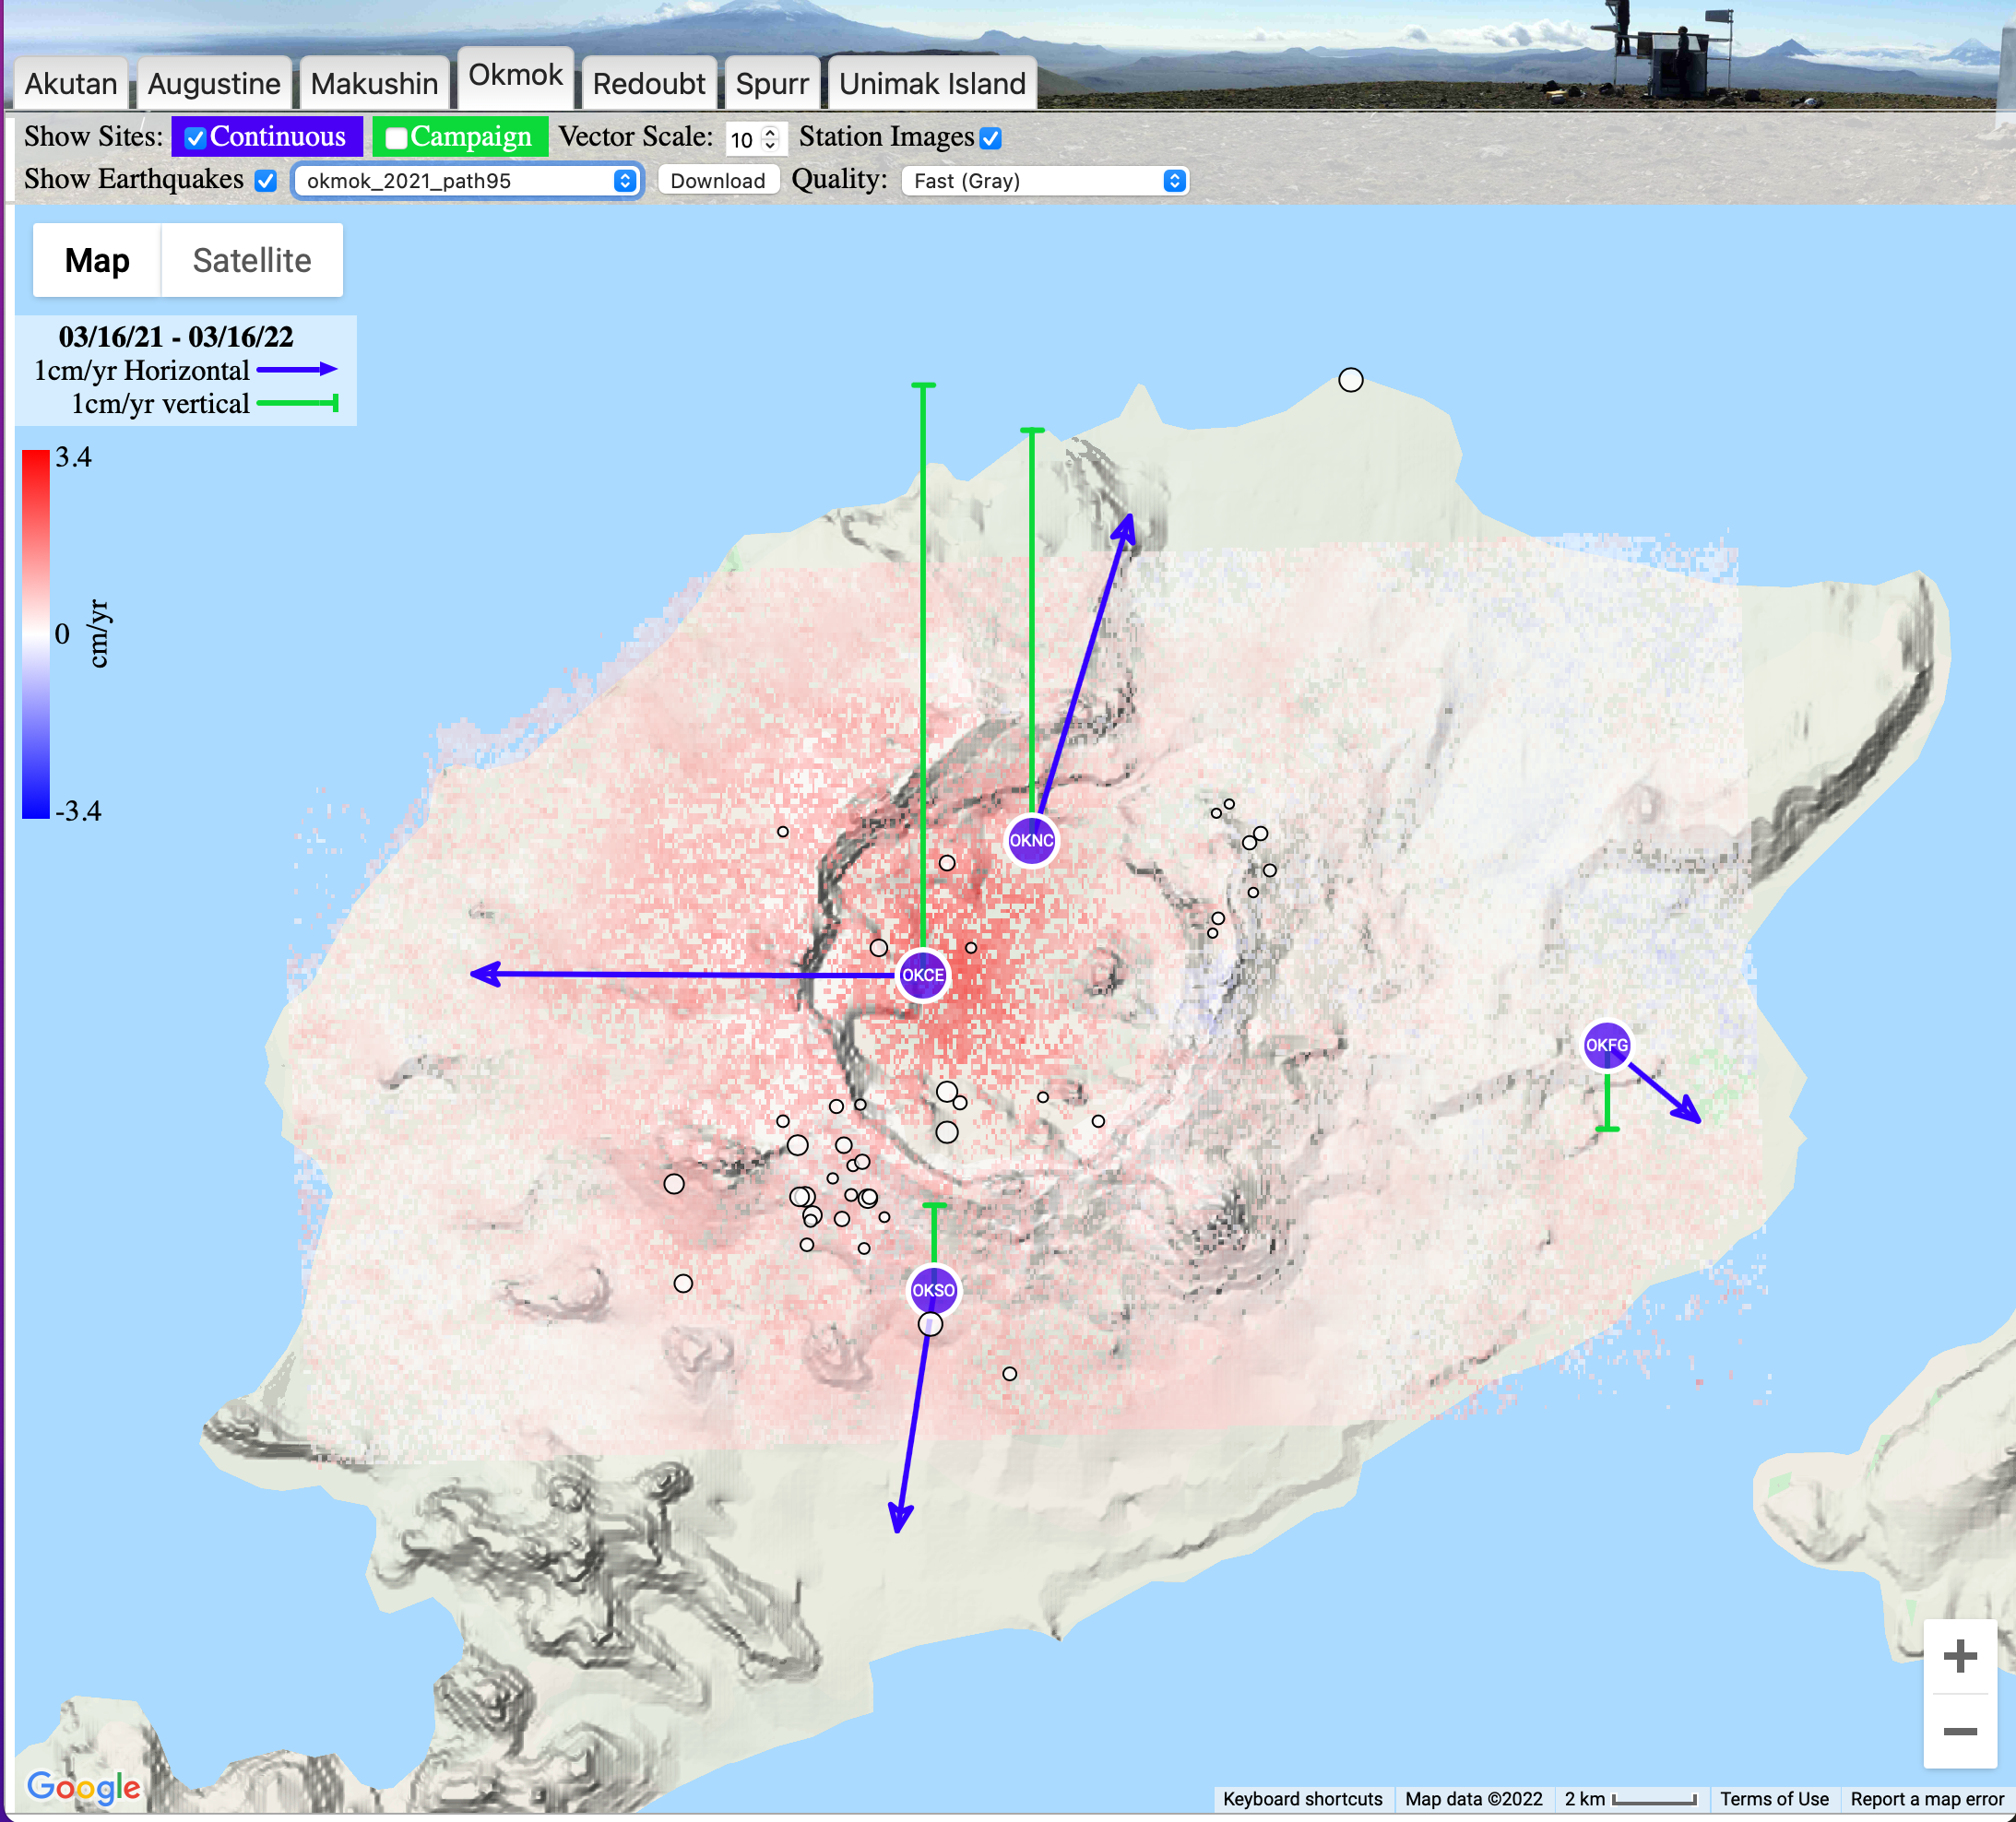 Akutan Augustine Makushin Okmok Redoubt Spurr Unimak Island
Show Sites: Continuous Campaign Vector Scale: 10 Station Images
Show Earthquakes okmok_2021_path95 Download Quality: Fast (Gray)
Map Satellite
03/16/21 - 03/16/22
1cm/yr Horizontal
1cm/yr vertical
3.4
0
cm/yr
-3.4
OKNC
OKCE
OKFG
OKSO
Google
Keyboard shortcuts Map data ©2022 2 km Terms of Use Report a map error